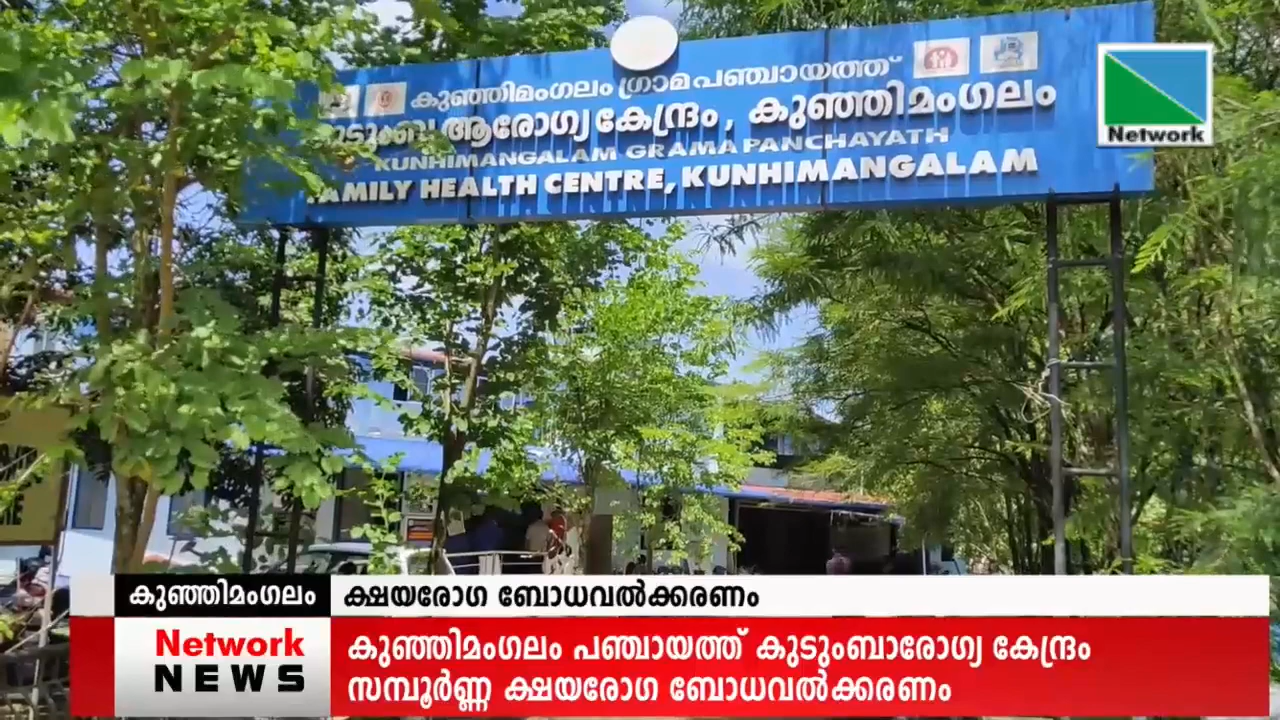 കുഞ്ഞിമംഗലം ഗ്രാമപഞ്ചായത്ത്
ആരോഗ്യ കേന്ദ്രം, കുഞ്ഞിമംഗലം
KUNHIMANGALAM GRAMA PANCHAYATH
FAMILY HEALTH CENTRE, KUNHIMANGALAM
Network
കുഞ്ഞിമംഗലം
ക്ഷയരോഗ ബോധവൽക്കരണം
Network
NEWS
കുഞ്ഞിമംഗലം പഞ്ചായത്ത് കുടുംബാരോഗ്യ കേന്ദ്രം
സമ്പൂർണ്ണ ക്ഷയരോഗ ബോധവൽക്കരണം